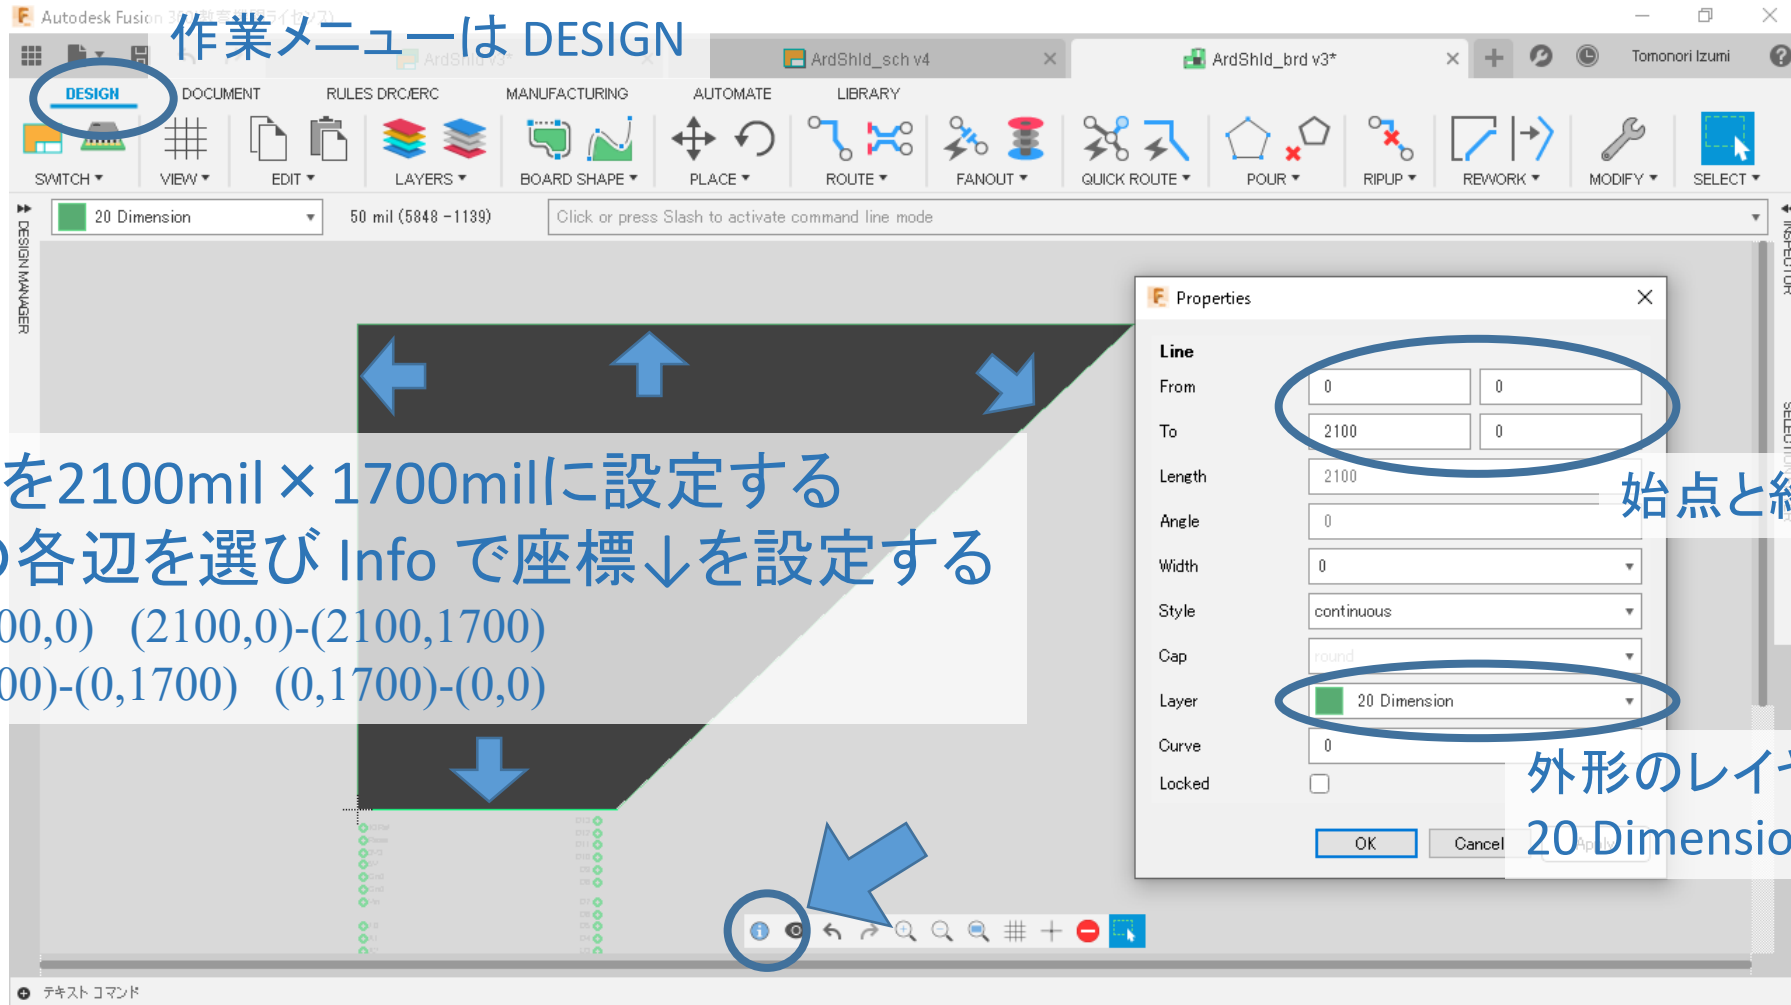 Autodesk Fusion 360
作業メニューは DESIGN
ArdShld_sch v4
ArdShld_brd v3*
Tomonori Izumi
DESIGN
DOCUMENT
RULES DRC/ERC
MANUFACTURING
AUTOMATE
LIBRARY
SWITCH
VIEW
EDIT
LAYERS
BOARD SHAPE
PLACE
ROUTE
FANOUT
QUICK ROUTE
POUR
RIPUP
REWORK
MODIFY
SELECT
20 Dimension
50 mil (5848 -1139)
Click or press Slash to activate command line mode
DESIGN MANAGER
INSPECTOR
Properties
Line
From 0 0
To 2100 0
Length 2100
Angle 0
Width 0
Style continuous
Cap round
Layer 20 Dimension
Curve 0
Locked
OK Cancel Apply
を2100mil×1700milに設定する
各辺を選び Info で座標↓を設定する
00,0) (2100,0)-(2100,1700)
00)-(0,1700) (0,1700)-(0,0)
始点と
外形のレイ
20 Dimensio
テキスト コマンド